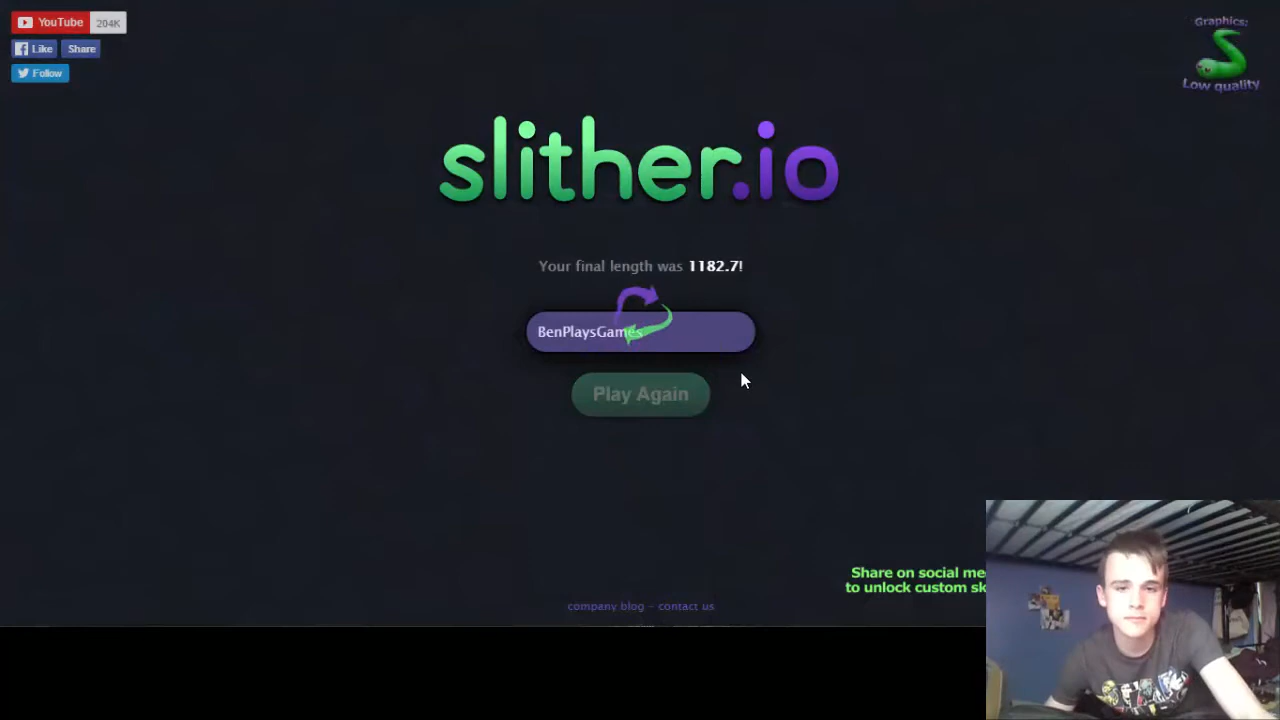 YouTube 204K
Like Share
Follow
Graphics:
Low quality
slither.io
Your final length was 1182.7!
BenPlaysGames
Play Again
Share on social me
to unlock custom sk
company blog - contact us